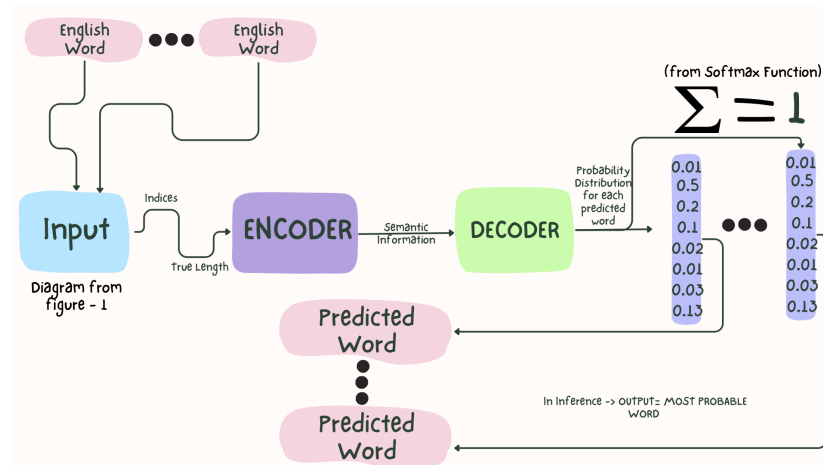 English
Word
English
Word
(from Softmax Function)
Σ = 1
Input
Indices
True Length
ENCODER
Semantic
Information
DECODER
Probability
Distribution
for each
predicted
word
0.01
0.5
0.2
0.1
0.02
0.01
0.03
0.13
0.01
0.5
0.2
0.1
0.02
0.01
0.03
0.13
Diagram from
figure - 1
Predicted
Word
Predicted
Word
In Inference -> OUTPUT= MOST PROBABLE
WORD